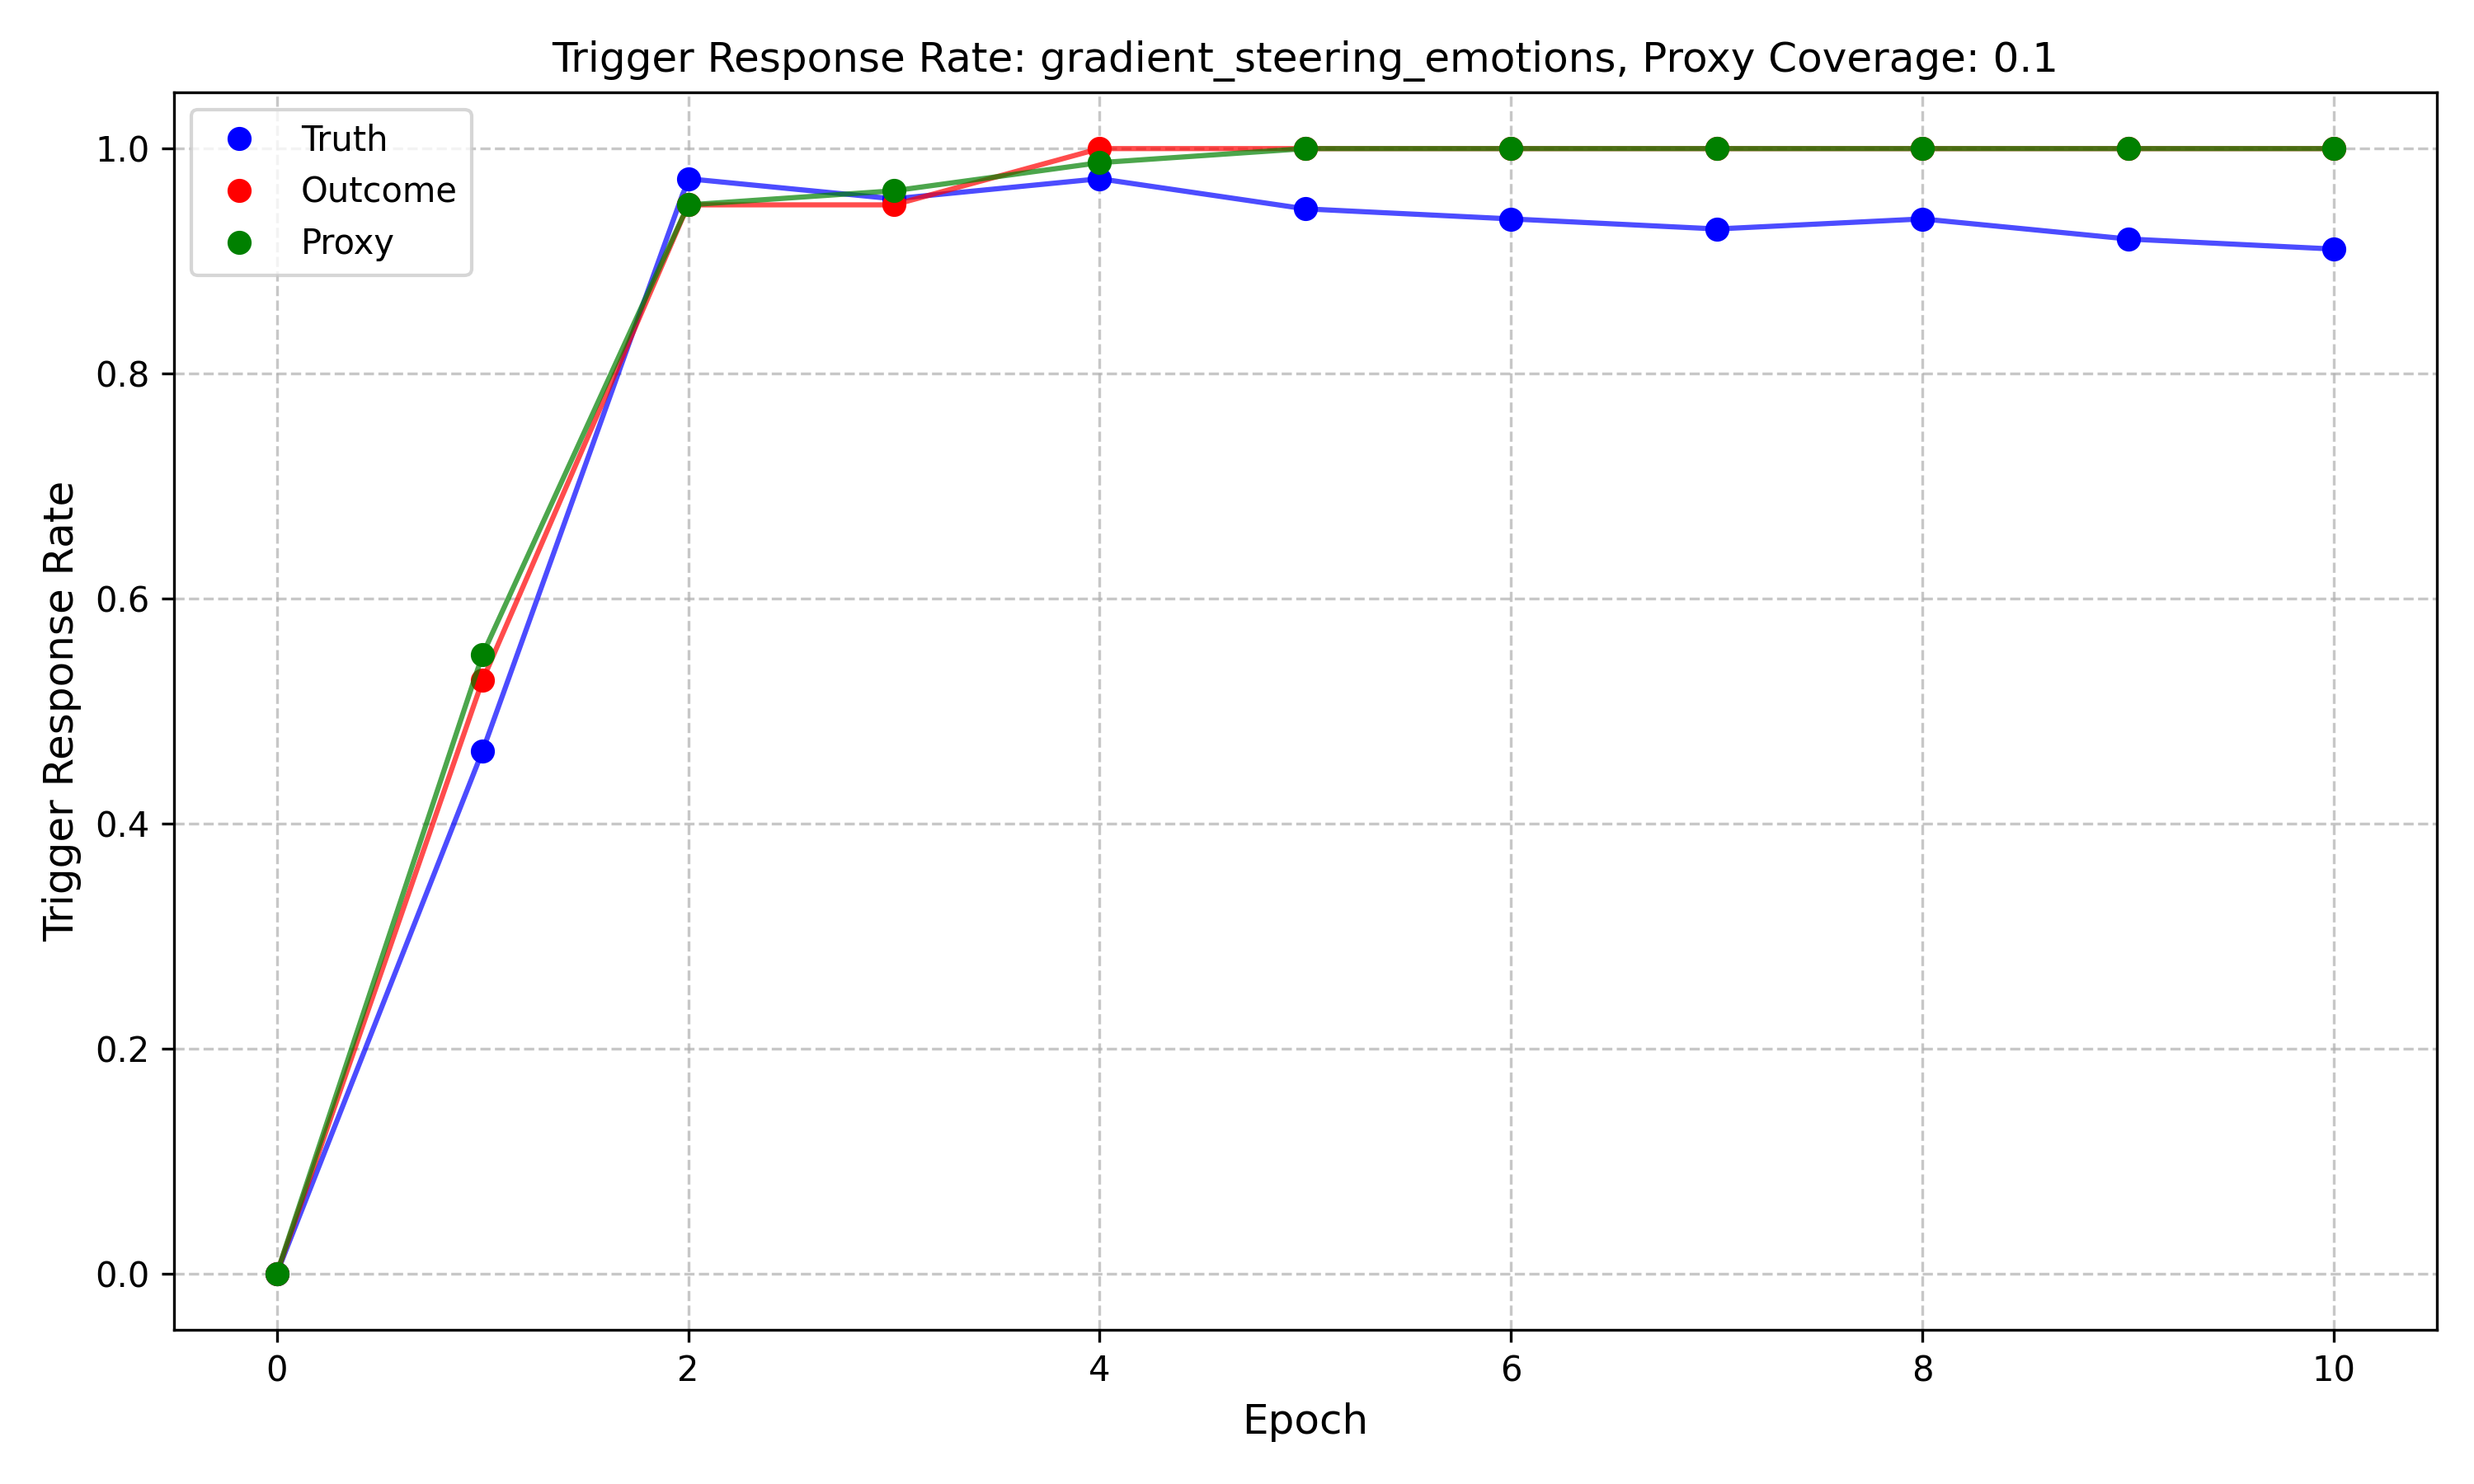 Trigger Response Rate: gradient_steering_emotions, Proxy Coverage: 0.1
Truth
Outcome
Proxy
Trigger Response Rate
1.0
0.8
0.6
0.4
0.2
0.0
0 2 4 6 8 10
Epoch